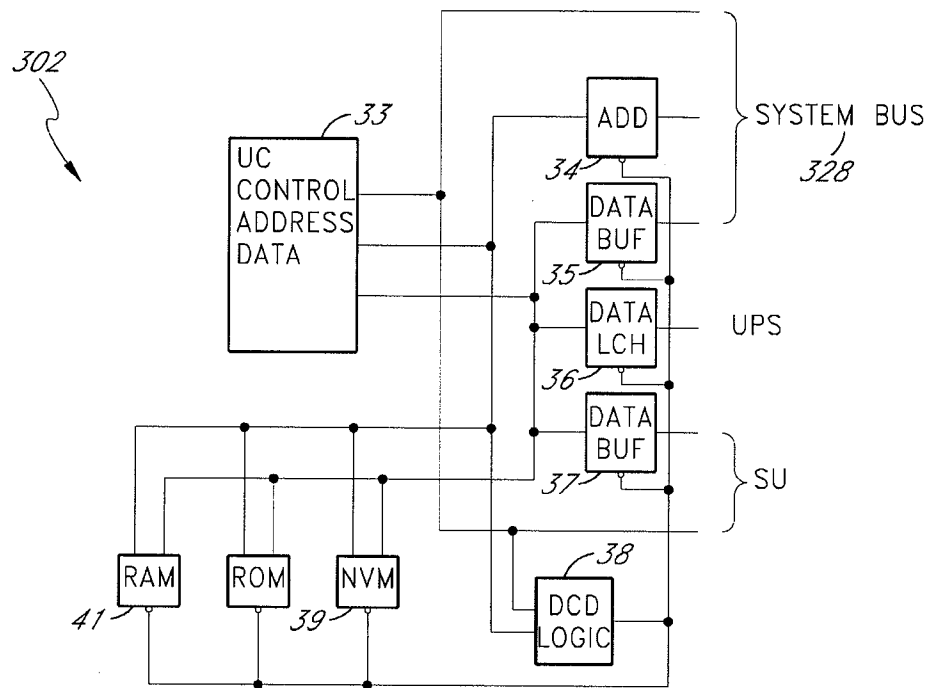 302
33
UC
CONTROL
ADDRESS
DATA
ADD
34
SYSTEM BUS
328
DATA
BUF
35
DATA
LCH
36
UPS
DATA
BUF
37
SU
RAM
41
ROM
NVM
39
38
DCD
LOGIC